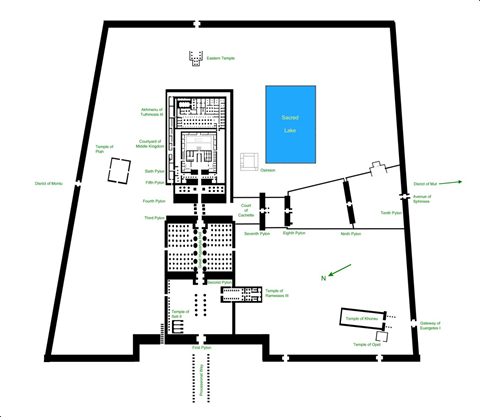 Eastern Temple
Akhmenu of
Tuthmosis III
Sacred
Lake
Courtyard of
Middle Kingdom
Temple of
Ptah
Osireion
Sixth Pylon
Fifth Pylon
District of Montu
District of Mut
Fourth Pylon
Avenue of
Sphinxes
Court
of
Cachette
Tenth Pylon
Third Pylon
Seventh Pylon
Eighth Pylon
Ninth Pylon
N
Second Pylon
Temple of
Ramesses III
Temple of
Seti II
Temple of Khonsu
Gateway of
Euergetes I
Temple of Opet
First Pylon
Processional Way